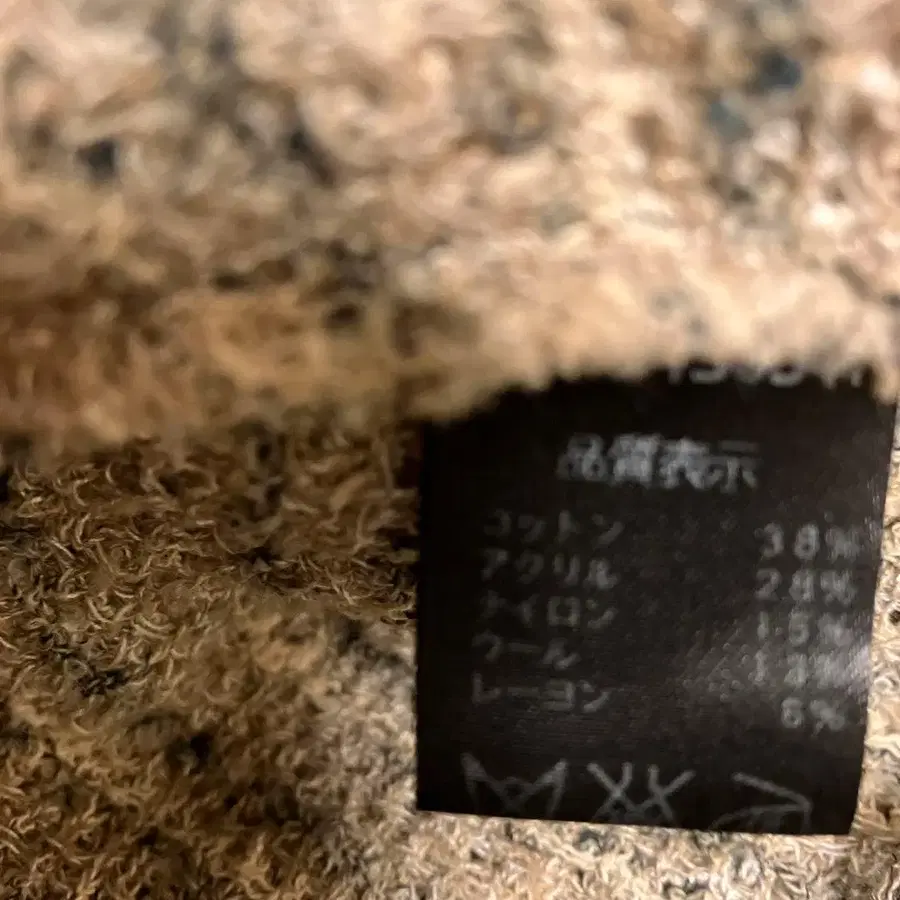 品質表示
コットン 38%
アクリル 28%
ナイロン 15%
ウール
レーヨン 6%